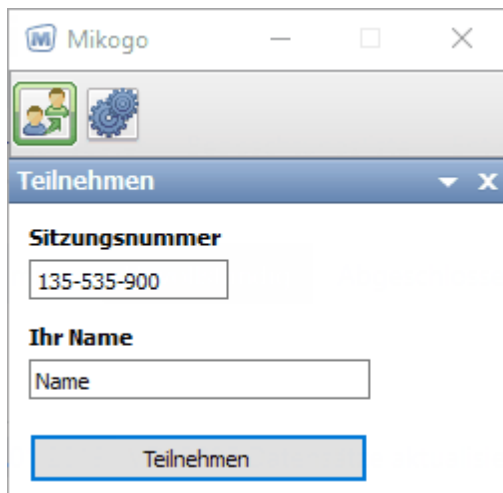 Mikogo
Teilnehmen
Sitzungsnummer
135-535-900
Ihr Name
Name
Teilnehmen